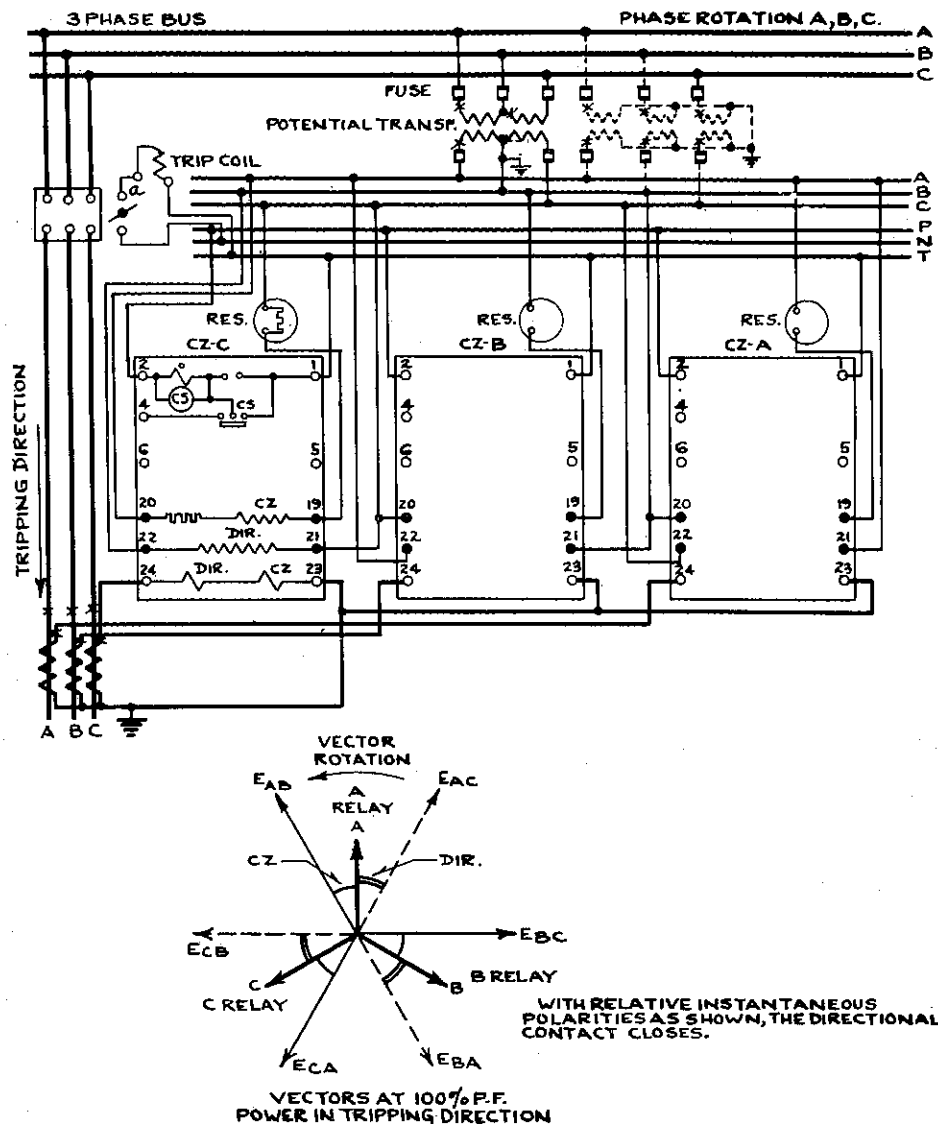 3 PHASE BUS
PHASE ROTATION A, B, C.
A
B
C
FUSE
POTENTIAL TRANSF.
TRIP COIL
a
A
B
C
P
N
T
RES.
RES.
RES.
CZ-C
CZ-B
CZ-A
2
1
2
1
2
1
CS
CS
4
4
4
6
5
6
5
6
5
20
CZ
19
20
19
20
19
22
DIR.
21
22
21
22
21
24
DIR.
CZ
23
24
23
24
23
TRIPPING DIRECTION
A B C
VECTOR
ROTATION
EAB
EAC
A
RELAY
A
CZ
DIR.
ECB
EBC
C
C RELAY
B
B RELAY
ECA
EBA
WITH RELATIVE INSTANTANEOUS
POLARITIES AS SHOWN, THE DIRECTIONAL
CONTACT CLOSES.
VECTORS AT 100% P.F.
POWER IN TRIPPING DIRECTION